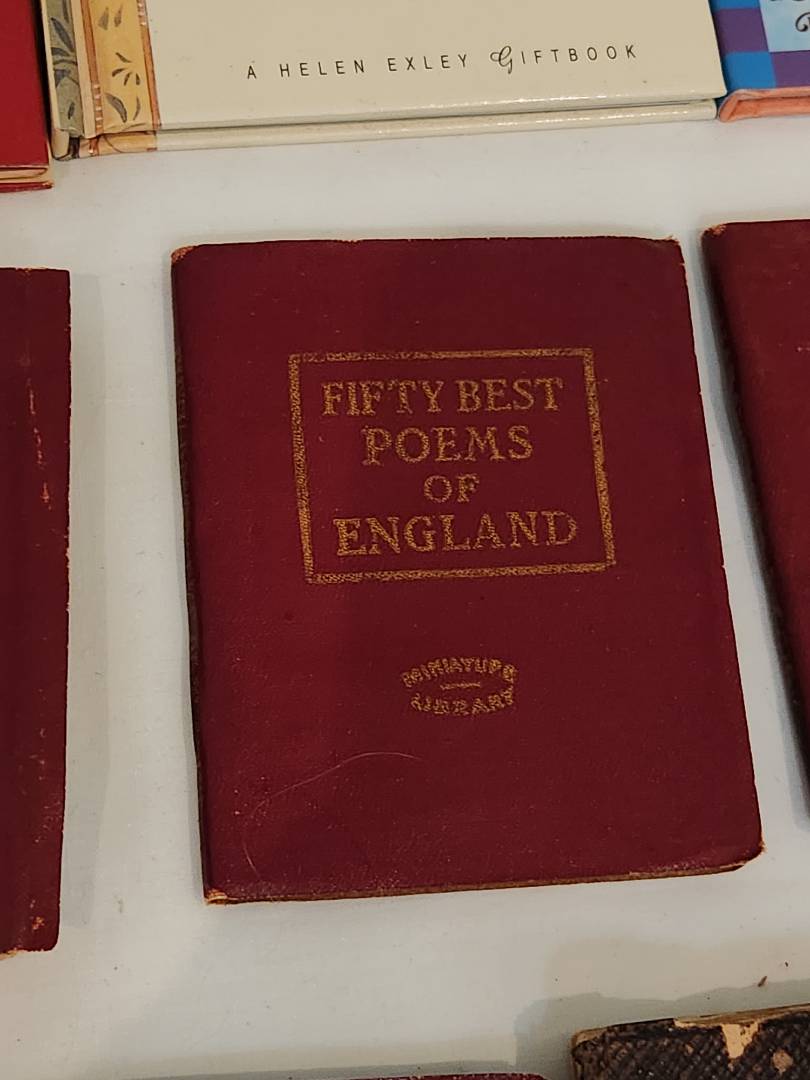 A HELEN EXLEY GIFTBOOK
FIFTY BEST
POEMS
OF
ENGLAND
MINIATURE
LIBRARY